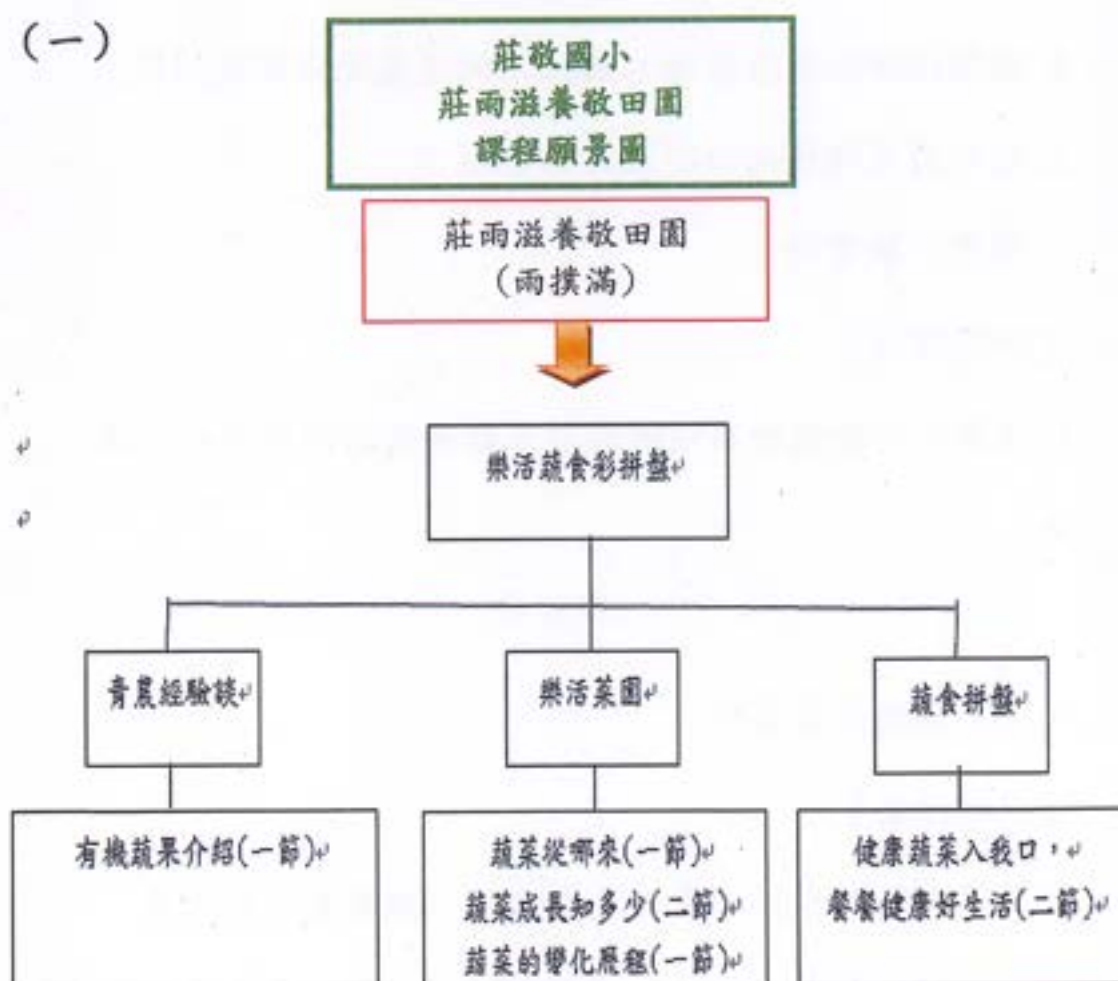 (一)
莊敬國小
莊雨滋養敬田園
課程願景圖
莊雨滋養敬田園
(雨撲滿)
樂活蔬食彩拼盤
青農經驗談
樂活菜園
蔬食拼盤
有機蔬果介紹(一節)
蔬菜從哪來(一節)
蔬菜成長知多少(二節)
蔬菜的變化歷程(一節)
健康蔬菜入我口，
餐餐健康好生活(二節)